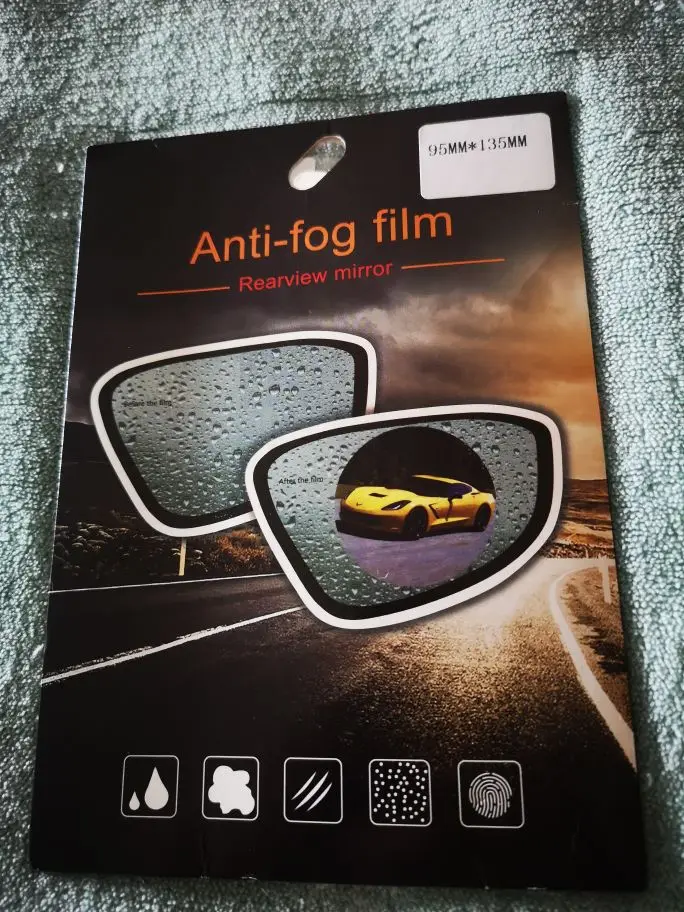 95MM*135MM
Anti-fog film
Rearview mirror
Before the film
After the film